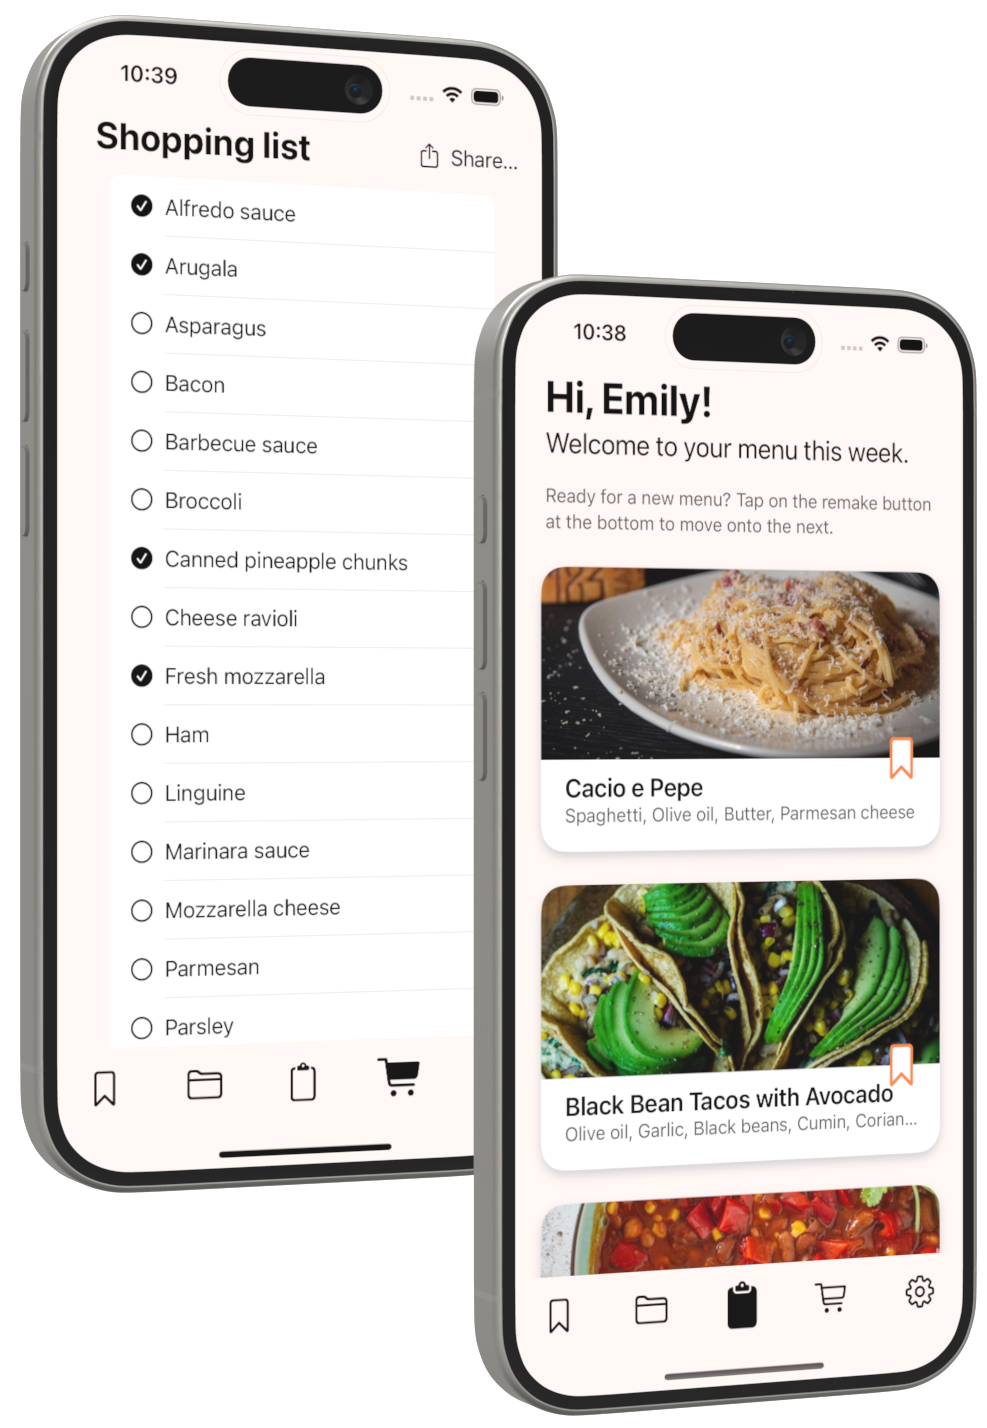 10:39
Shopping list
Share...
Alfredo sauce
Arugala
Asparagus
Bacon
Barbecue sauce
Broccoli
Canned pineapple chunks
Cheese ravioli
Fresh mozzarella
Ham
Linguine
Marinara sauce
Mozzarella cheese
Parmesan
Parsley
10:38
Hi, Emily!
Welcome to your menu this week.
Ready for a new menu? Tap on the remake button
at the bottom to move onto the next.
Cacio e Pepe
Spaghetti, Olive oil, Butter, Parmesan cheese
Black Bean Tacos with Avocado
Olive oil, Garlic, Black beans, Cumin, Corian...